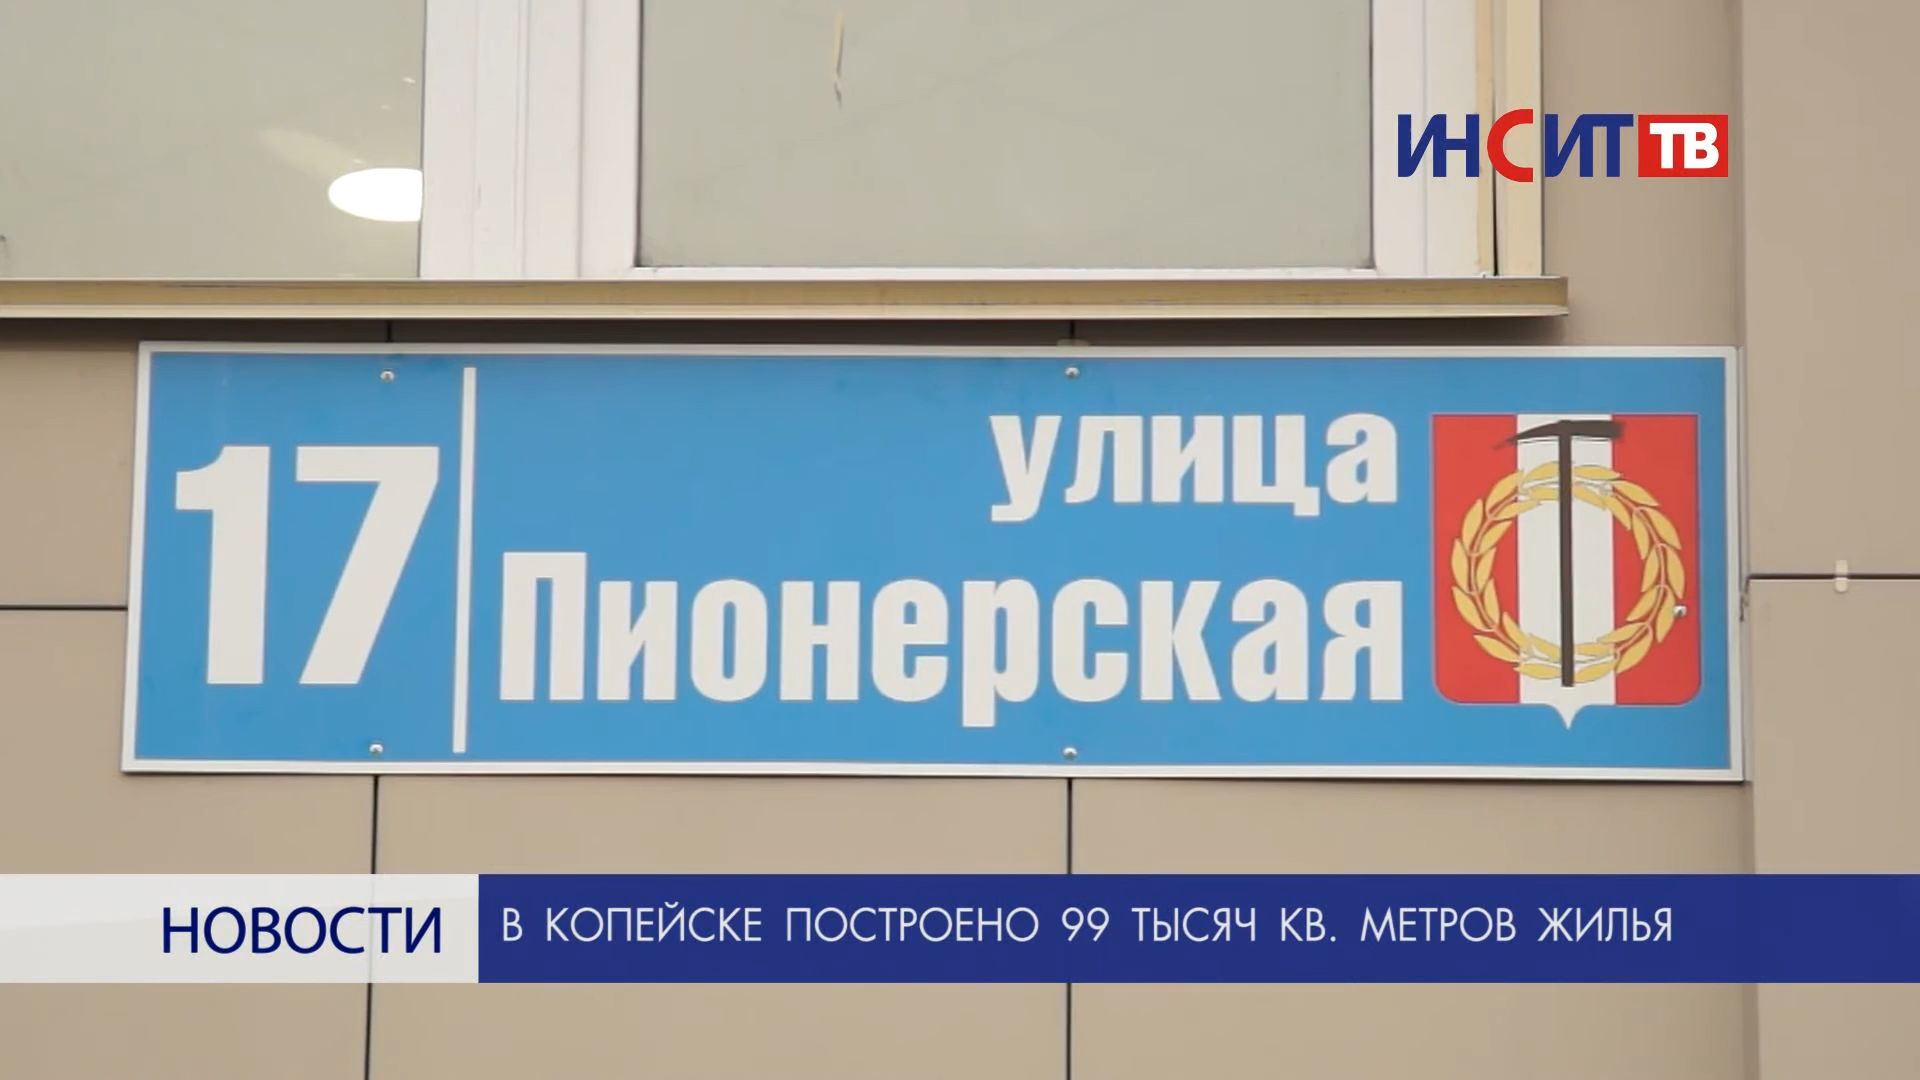 ИНСИТ ТВ
17
улица
Пионерская
НОВОСТИ
В КОПЕЙСКЕ ПОСТРОЕНО 99 ТЫСЯЧ КВ. МЕТРОВ ЖИЛЬЯ